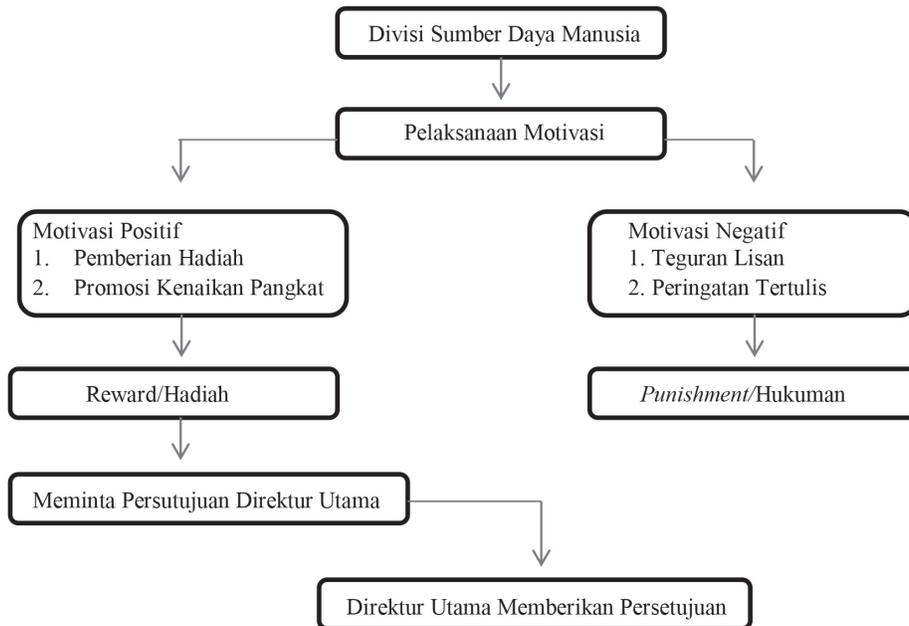 Divisi Sumber Daya Manusia
Pelaksanaan Motivasi
Motivasi Positif
1. Pemberian Hadiah
2. Promosi Kenaikan Pangkat
Motivasi Negatif
1. Teguran Lisan
2. Peringatan Tertulis
Reward/Hadiah
Punishment/Hukuman
Meminta Persutujuan Direktur Utama
Direktur Utama Memberikan Persetujuan